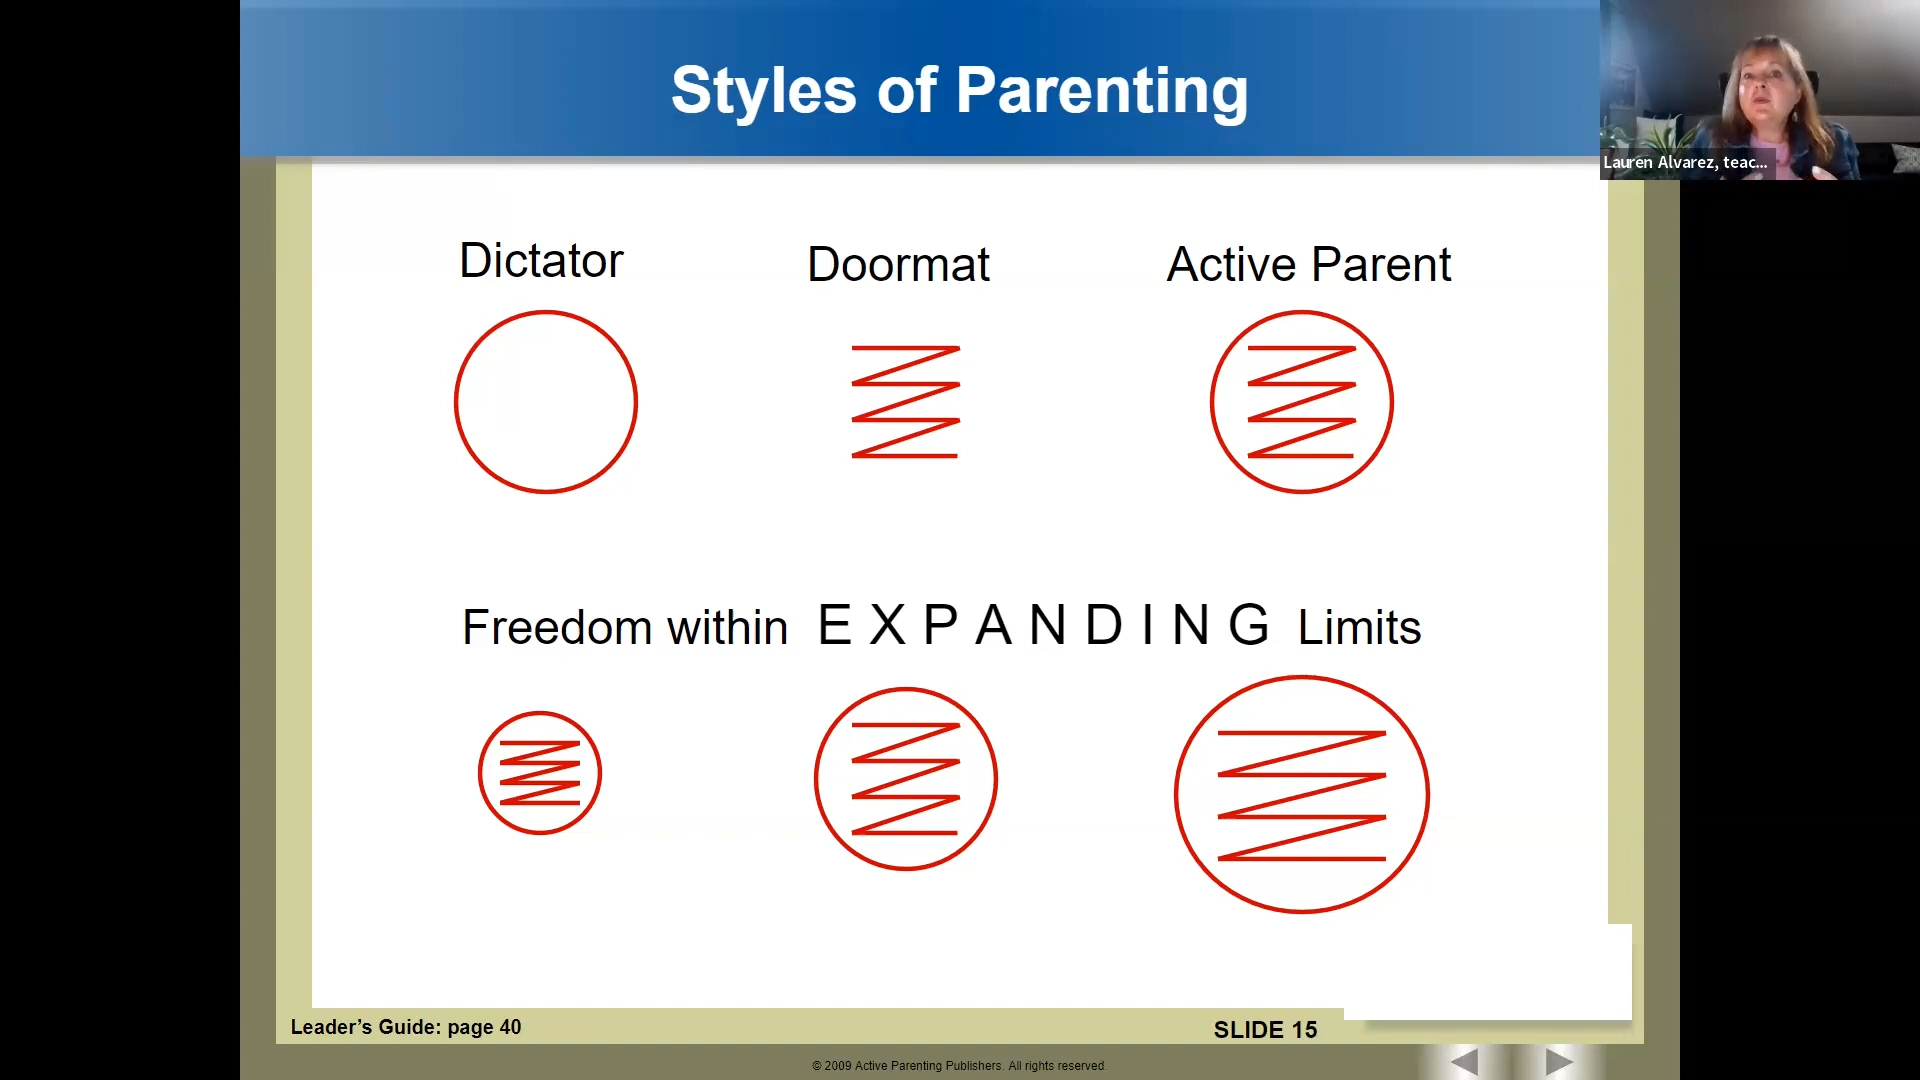 Styles of Parenting
Lauren Alvarez, teac...
Dictator
Doormat
Active Parent
Freedom within EXPANDING Limits
Leader's Guide: page 40
SLIDE 15
© 2009 Active Parenting Publishers. All rights reserved.